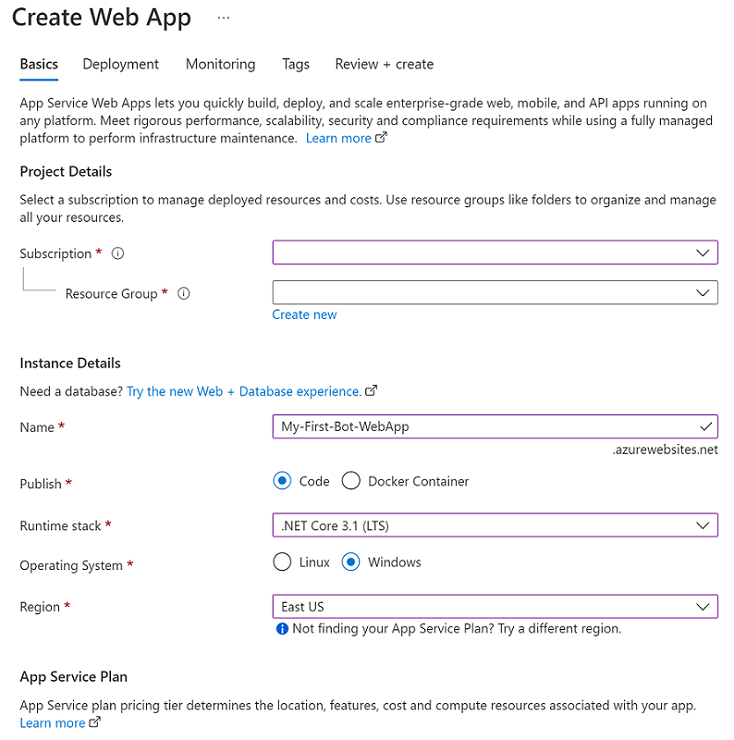 Create Web App ...
Basics Deployment Monitoring Tags Review + create
App Service Web Apps lets you quickly build, deploy, and scale enterprise-grade web, mobile, and API apps running on
any platform. Meet rigorous performance, scalability, security and compliance requirements while using a fully managed
platform to perform infrastructure maintenance. Learn more
Project Details
Select a subscription to manage deployed resources and costs. Use resource groups like folders to organize and manage
all your resources.
Subscription *
Resource Group *
Create new
Instance Details
Need a database? Try the new Web + Database experience.
Name * My-First-Bot-WebApp
.azurewebsites.net
Publish * Code Docker Container
Runtime stack * .NET Core 3.1 (LTS)
Operating System * Linux Windows
Region * East US
Not finding your App Service Plan? Try a different region.
App Service Plan
App Service plan pricing tier determines the location, features, cost and compute resources associated with your app.
Learn more